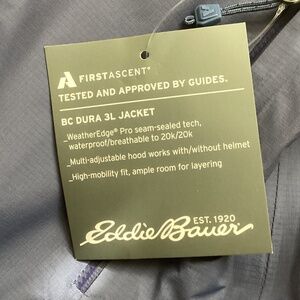 FIRSTASCENT®
TESTED AND APPROVED BY GUIDES.
BC DURA 3L JACKET
_WeatherEdge® Pro seam-sealed tech,
waterproof/breathable to 20k/20k
_Multi-adjustable hood works with/without helmet
_High-mobility fit, ample room for layering
EST. 1920
Eddie Bauer